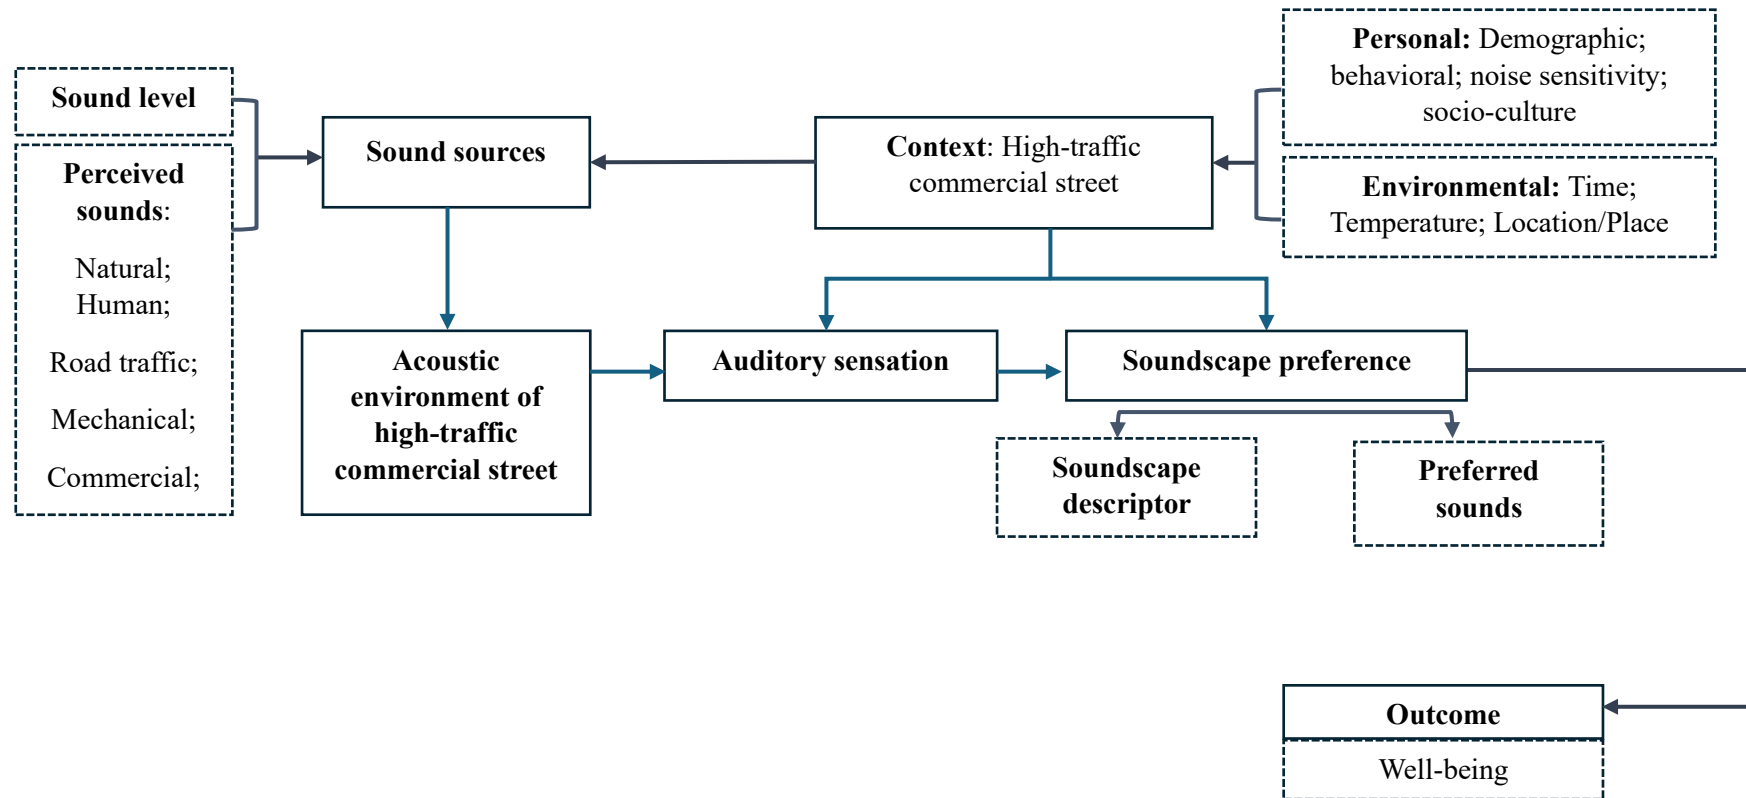 Personal: Demographic;
behavioral; noise sensitivity;
socio-culture
Sound level
Sound sources
Context: High-traffic
commercial street
Perceived
sounds:
Natural;
Human;
Road traffic;
Mechanical;
Commercial;
Environmental: Time;
Temperature; Location/Place
Acoustic
environment of
high-traffic
commercial street
Auditory sensation
Soundscape preference
Soundscape
descriptor
Preferred
sounds
Outcome
Well-being